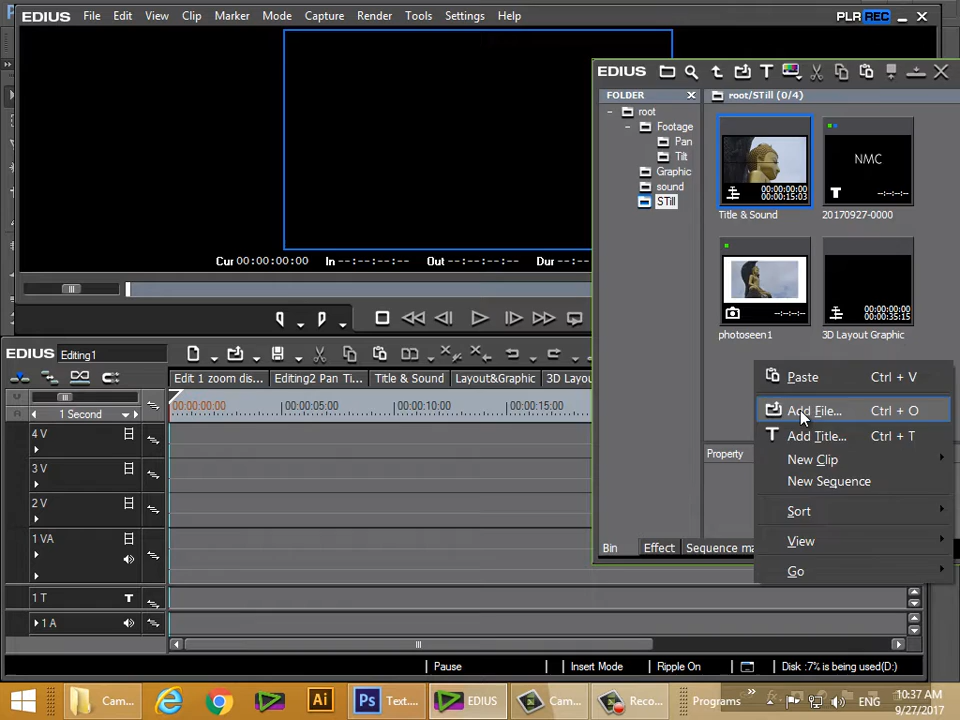 EDIUS File Edit View Clip Marker Mode Capture Render Tools Settings Help PLR REC
EDIUS
FOLDER
root/STill (0/4)
root
Footage
Pan
Tilt
Graphic
sound
STill
00:00:00:00
00:00:15:03
Title & Sound
NMC
--:--:--:--
20170927-0000
--:--:--:--
photoseen1
00:00:00:00
00:00:35:15
3D Layout Graphic
Cur 00:00:00:00 In --:--:--:-- Out --:--:--:-- Dur --:--:--
Paste Ctrl + V
Add File... Ctrl + O
Add Title... Ctrl + T
New Clip
New Sequence
Sort
View
Go
Property
Bin Effect Sequence ma
EDIUS Editing1
Edit 1 zoom dis... Editing2 Pan Ti... Title & Sound Layout&Graphic 3D Layou
1 Second
00:00:00:00 00:00:05:00 00:00:10:00 00:00:15:00
4 V
3 V
2 V
1 VA
1 T T
1 A
Pause Insert Mode Ripple On Disk :7% is being used(D:)
Cam... Ai Ps Text... EDIUS Cam... Reco... Programs ENG
10:37 AM
9/27/2017